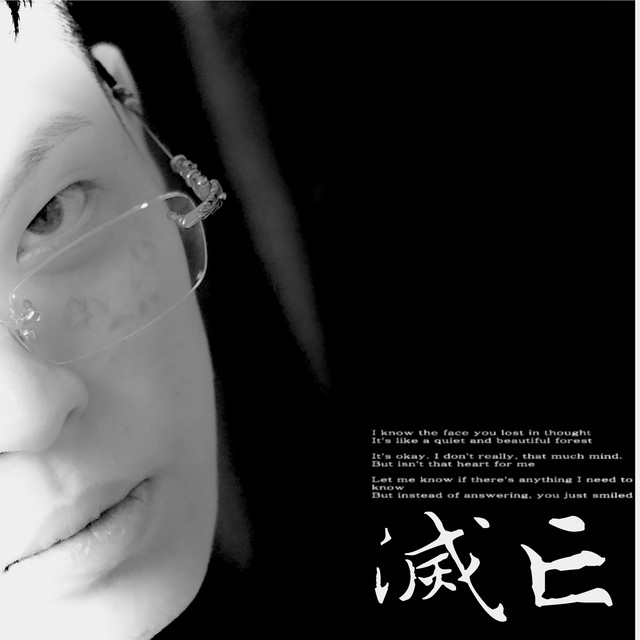 I know the face you lost in thought
It's like a quiet and beautiful forest
It's okay. I don't really, that much mind.
But isn't that heart for me
Let me know if there's anything I need to
know
But instead of answering, you just smiled
滅亡